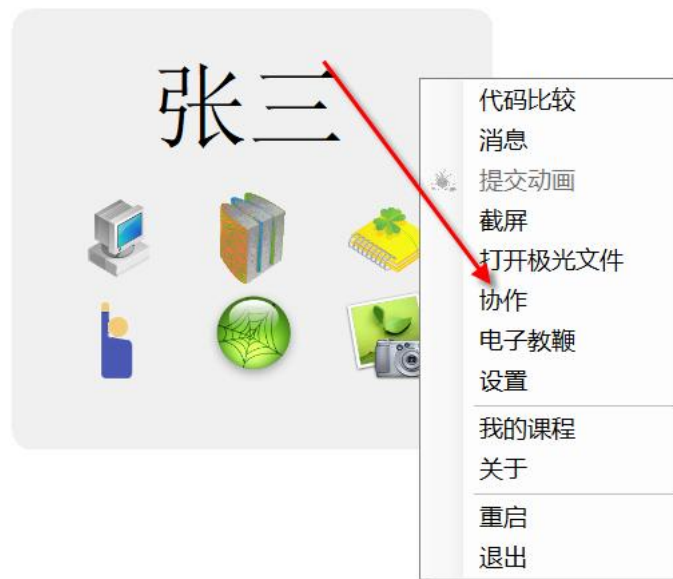 张三
代码比较
消息
提交动画
截屏
打开极光文件
协作
电子教鞭
设置
我的课程
关于
重启
退出